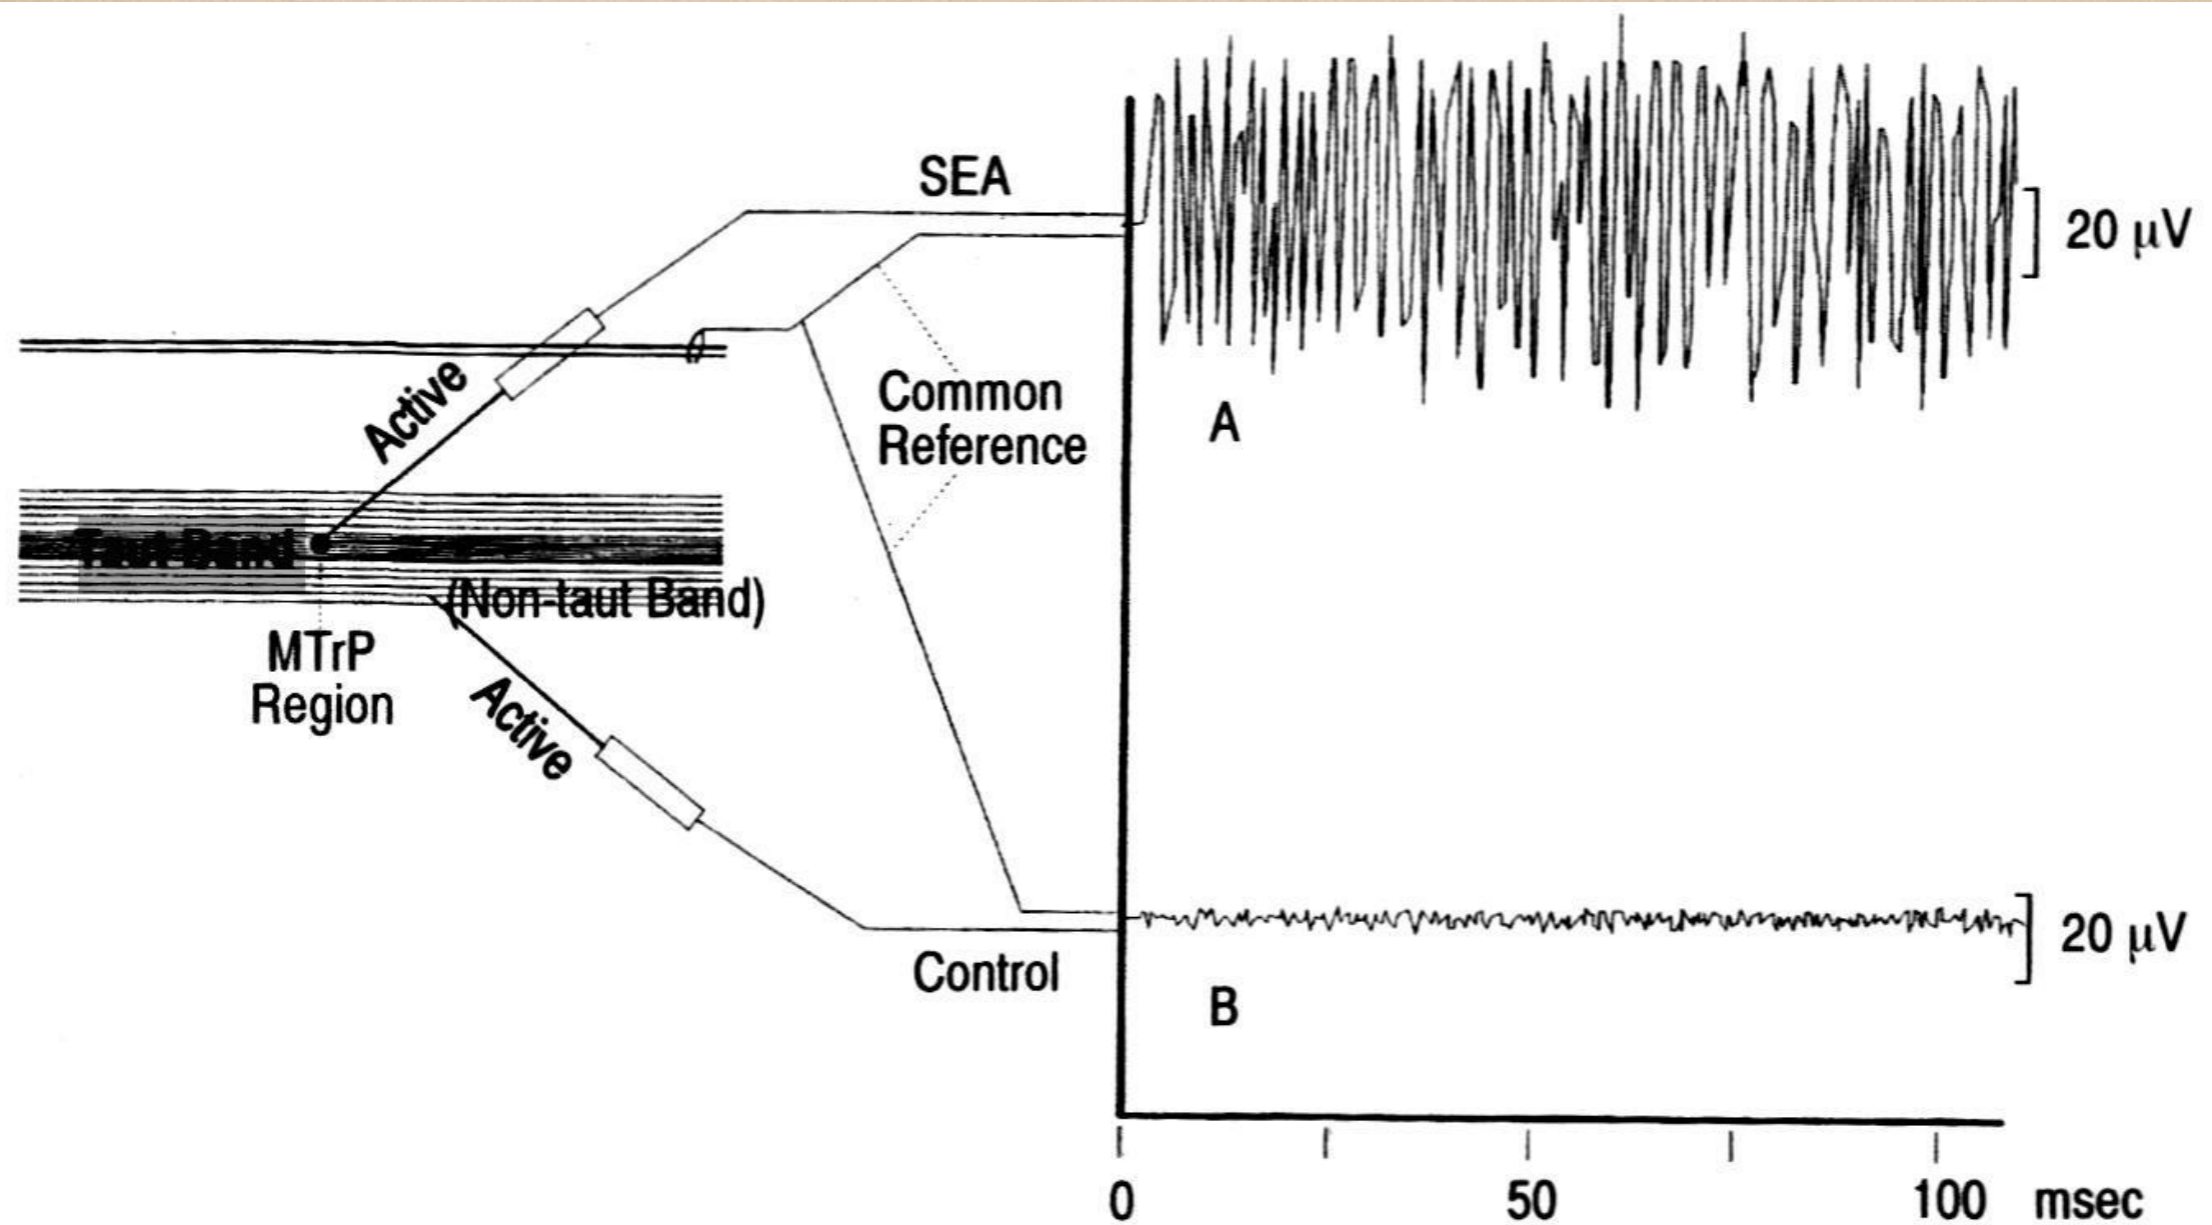 SEA
20 µV
Active
Common
Reference
A
Taut Band
(Non-taut Band)
MTrP
Region
Active
20 µV
Control
B
0
50
100
msec